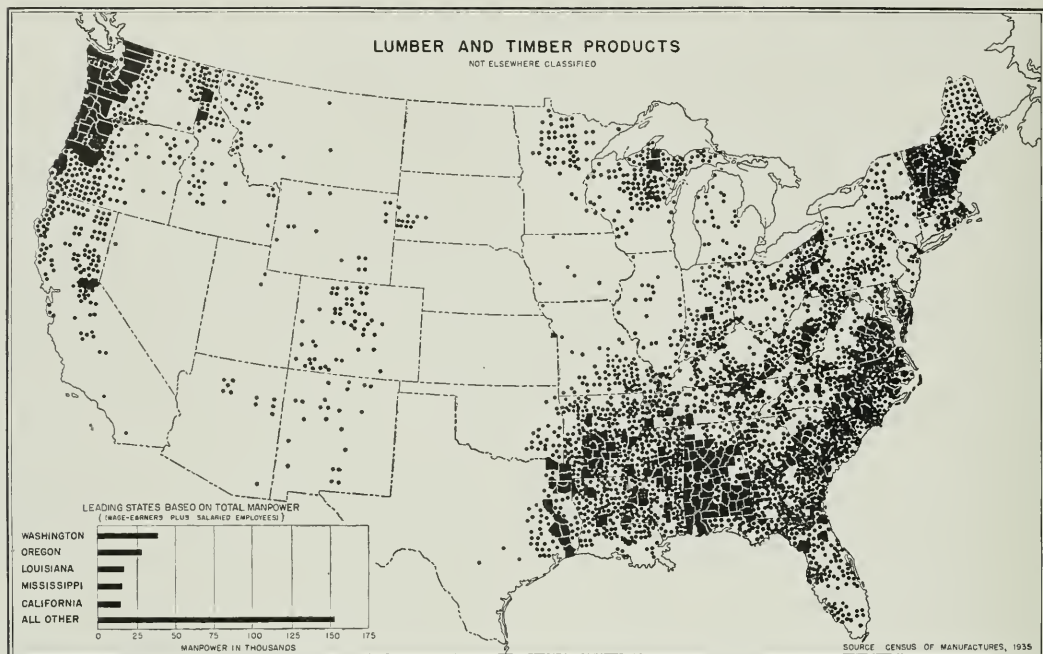 LUMBER AND TIMBER PRODUCTS
NOT ELSEWHERE CLASSIFIED
LEADING STATES BASED ON TOTAL MANPOWER
(WAGE-EARNERS PLUS SALARIED EMPLOYEES)
WASHINGTON
OREGON
LOUISIANA
MISSISSIPPI
CALIFORNIA
ALL OTHER
0 25 50 75 100 125 150 175
MANPOWER IN THOUSANDS
SOURCE CENSUS OF MANUFACTURES, 1935